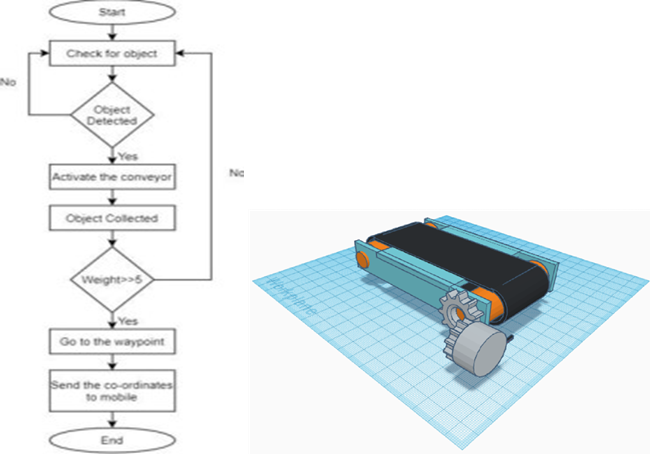 Start
Check for object
No
Object
Detected
Yes
Activate the conveyor
No
Object Collected
Weight>>5
Yes
Go to the waypoint
Send the co-ordinates
to mobile
End